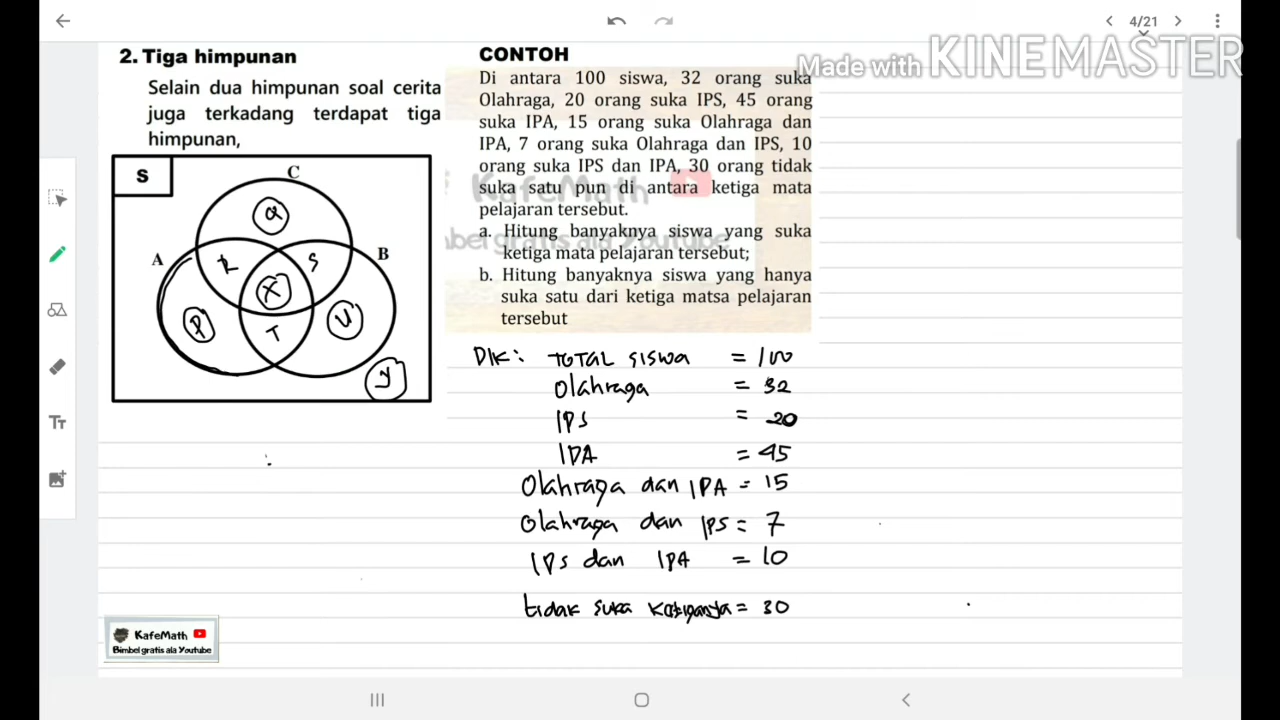 4/21
Made with KINEMASTER
2. Tiga himpunan
Selain dua himpunan soal cerita
juga terkadang terdapat tiga
himpunan,
S
C
Q
A
R
S
B
X
P
T
U
y
CONTOH
Di antara 100 siswa, 32 orang suka
Olahraga, 20 orang suka IPS, 45 orang
suka IPA, 15 orang suka Olahraga dan
IPA, 7 orang suka Olahraga dan IPS, 10
orang suka IPS dan IPA, 30 orang tidak
suka satu pun di antara ketiga mata
pelajaran tersebut.
a. Hitung banyaknya siswa yang suka
ketiga mata pelajaran tersebut;
b. Hitung banyaknya siswa yang hanya
suka satu dari ketiga matsa pelajaran
tersebut
KafeMath
mbel gratis ala Youtube
DIK: TOTAL siswa = 100
Olahraga = 32
IPS = 20
IPA = 45
Olahraga dan IPA = 15
Olahraga dan IPS = 7
IPS dan IPA = 10
tidak suka ketiganya = 30
Tт
KafeMath
Bimbel gratis ala Youtube